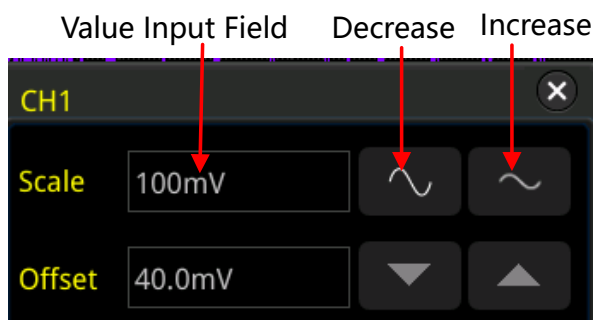 Value Input Field Decrease Increase
CH1
Scale 100mV
Offset 40.0mV